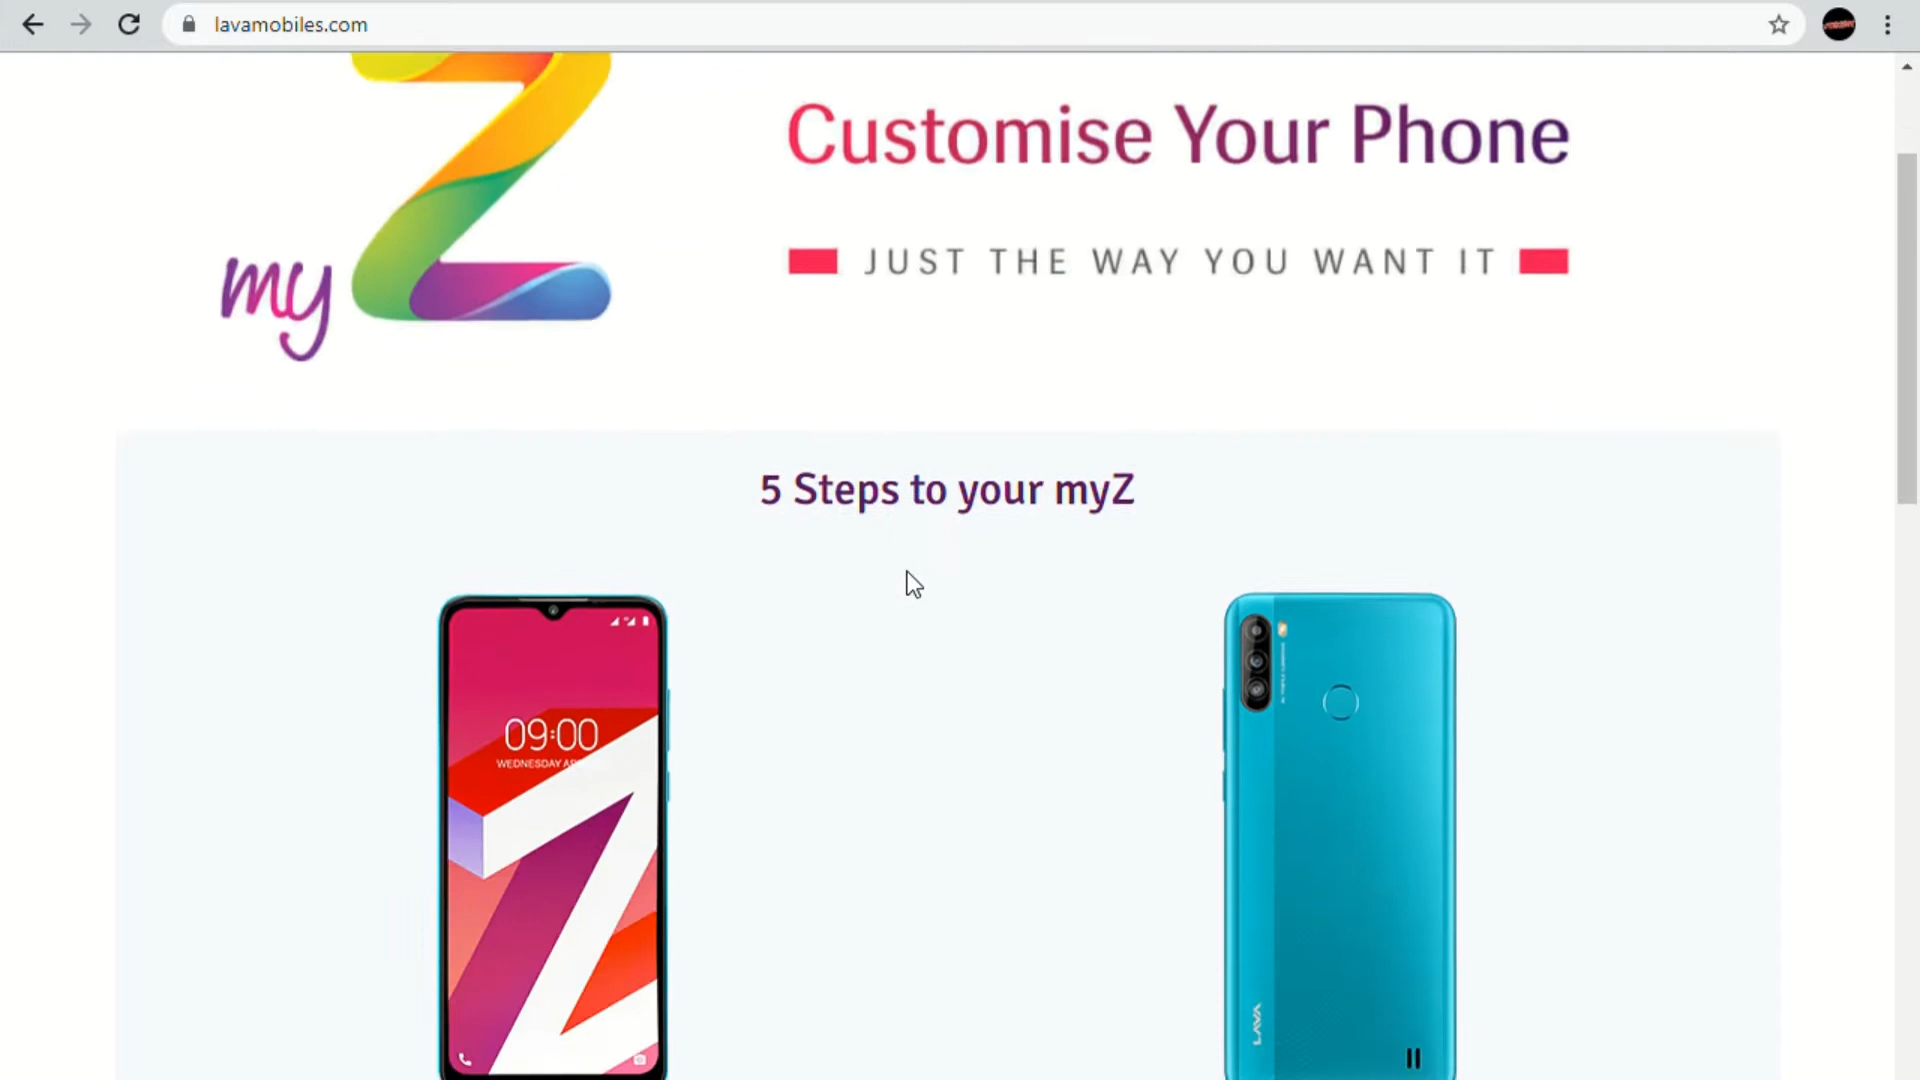 lavamobiles.com
Customise Your Phone
my Z
JUST THE WAY YOU WANT IT
5 Steps to your myZ
09:00
WEDNESDAY AP
LAVA